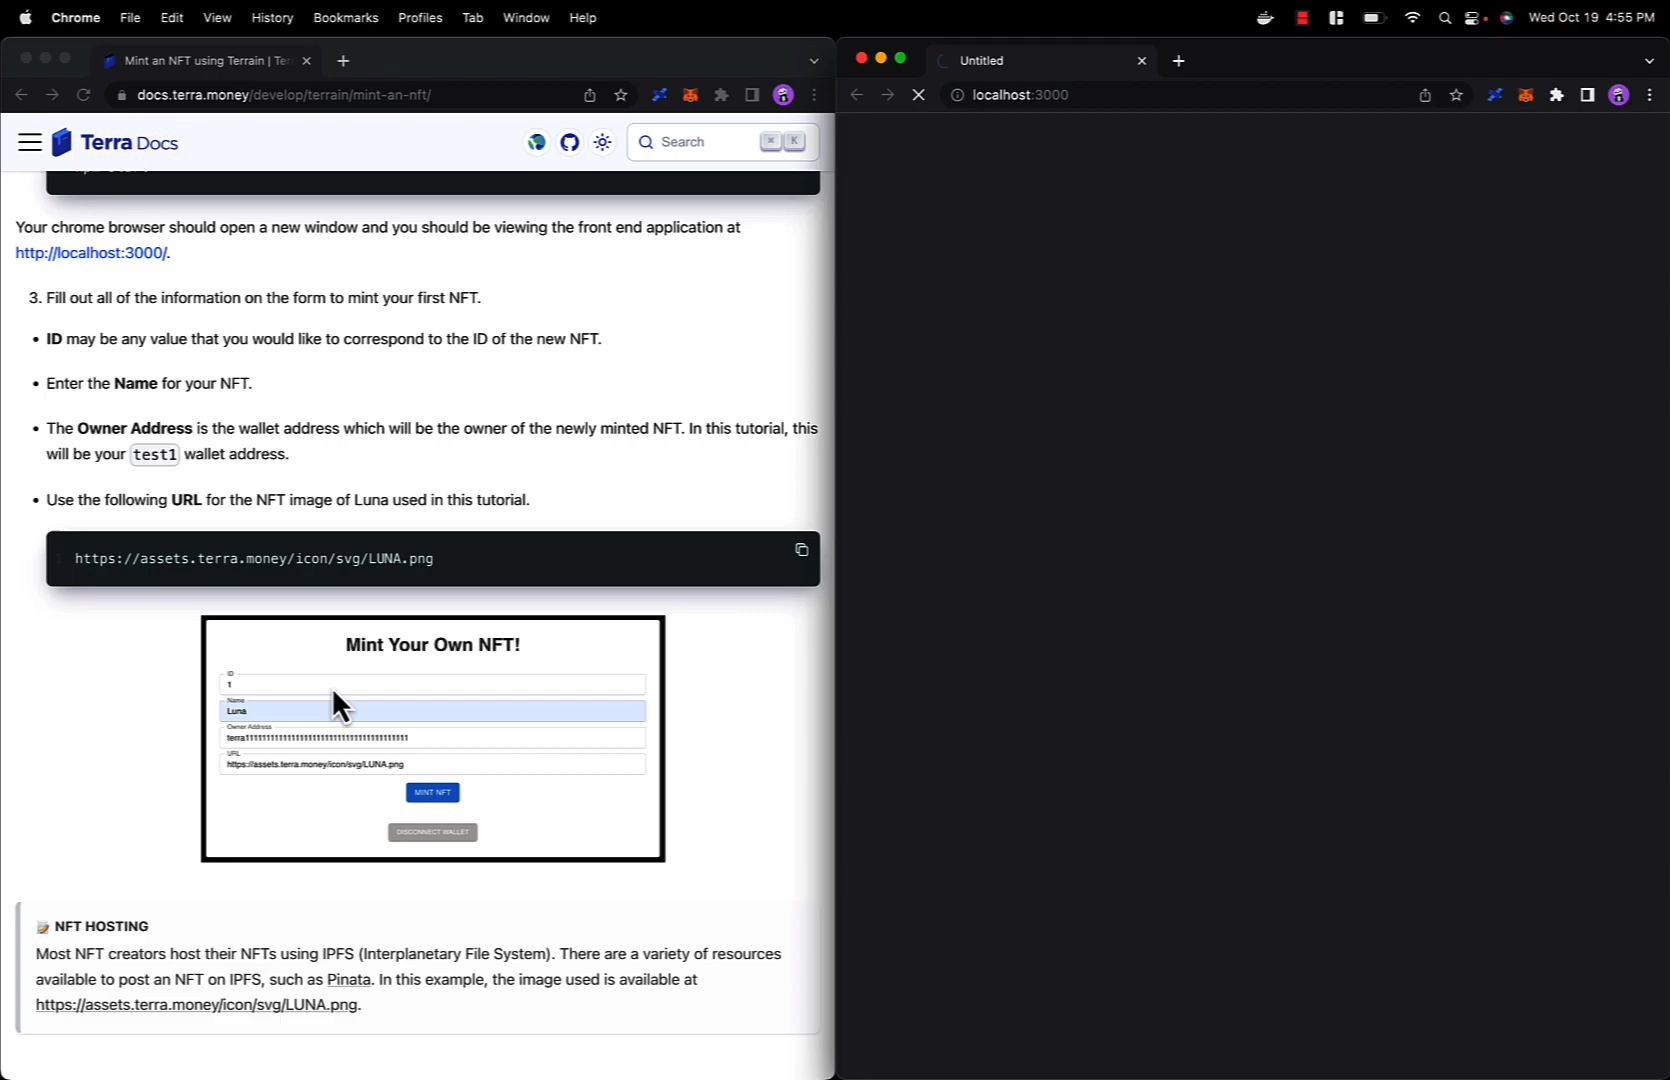 Chrome File Edit View History Bookmarks Profiles Tab Window Help Wed Oct 19 4:55 PM
Mint an NFT using Terrain | Ter
Untitled
docs.terra.money/develop/terrain/mint-an-nft/
localhost:3000
Terra Docs
Search
K
Your chrome browser should open a new window and you should be viewing the front end application at
http://localhost:3000/.
3. Fill out all of the information on the form to mint your first NFT.
• ID may be any value that you would like to correspond to the ID of the new NFT.
• Enter the Name for your NFT.
• The Owner Address is the wallet address which will be the owner of the newly minted NFT. In this tutorial, this
will be your test1 wallet address.
• Use the following URL for the NFT image of Luna used in this tutorial.
1 https://assets.terra.money/icon/svg/LUNA.png
Mint Your Own NFT!
ID
1
Name
Luna
Owner Address
URL
https://assets.terra.money/icon/svg/LUNA.png
MINT NFT
DISCONNECT WALLET
NFT HOSTING
Most NFT creators host their NFTs using IPFS (Interplanetary File System). There are a variety of resources
available to post an NFT on IPFS, such as Pinata. In this example, the image used is available at
https://assets.terra.money/icon/svg/LUNA.png.